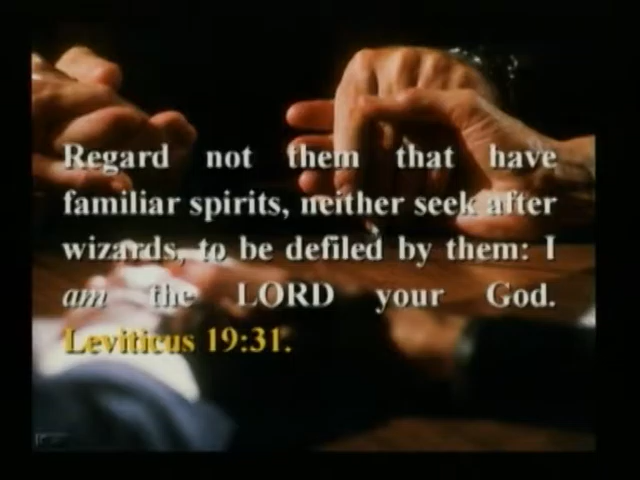 Regard not them that have
familiar spirits, neither seek after
wizards, to be defiled by them: I
am the LORD your God.
Leviticus 19:31.